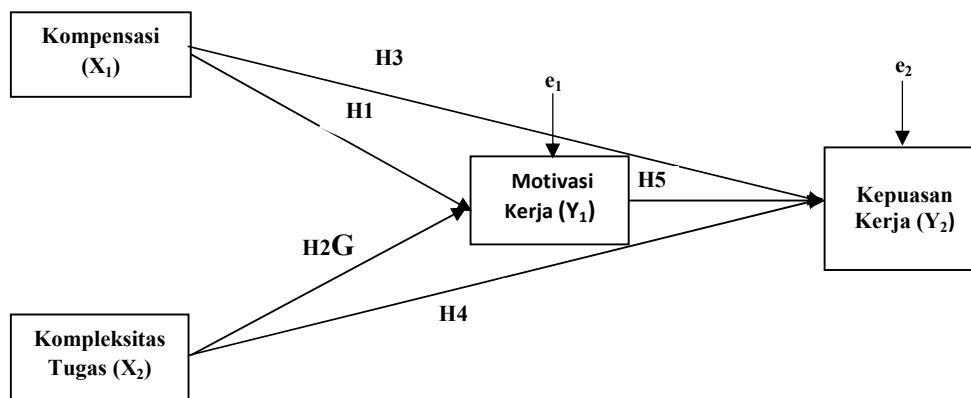 Kompensasi
(X₁)
H3
H1
e₁
e₂
Motivasi
Kerja (Y₁)
H5
Kepuasan
Kerja (Y₂)
H2G
H4
Kompleksitas
Tugas (X₂)